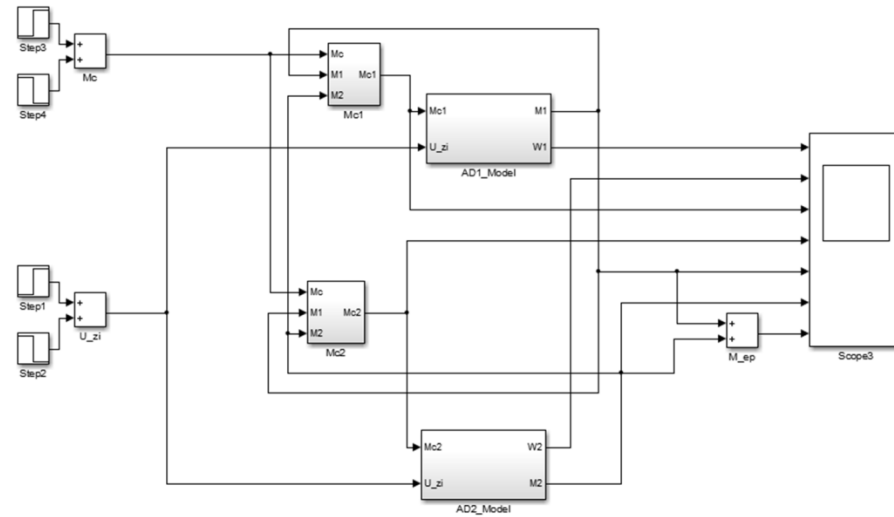 Step3
+
+
Mc
Step4
Mc
M1
M2
Mc1
Mc1
Mc1
U_zi
M1
W1
AD1_Model
Step1
+
+
U_zi
Step2
Mc
M1
M2
Mc2
Mc2
+
+
M_ep
Scope3
Mc2
U_zi
W2
M2
AD2_Model